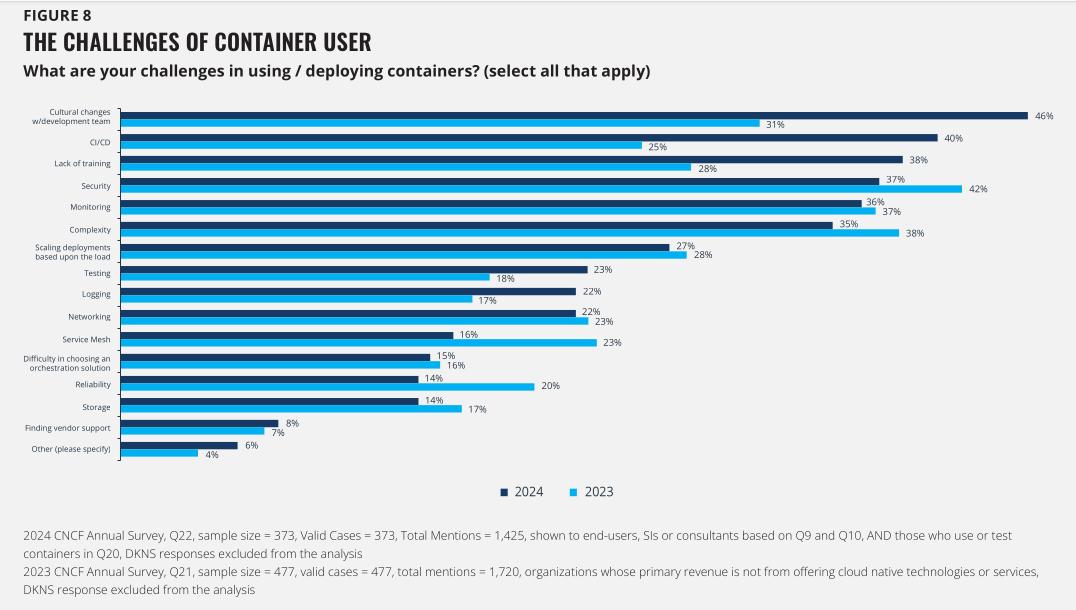 FIGURE 8
THE CHALLENGES OF CONTAINER USER
What are your challenges in using / deploying containers? (select all that apply)
Cultural changes
w/development team
46%
31%
CI/CD
40%
25%
Lack of training
38%
28%
Security
37%
42%
Monitoring
36%
37%
Complexity
35%
38%
Scaling deployments
based upon the load
27%
28%
Testing
23%
18%
Logging
22%
17%
Networking
22%
23%
Service Mesh
16%
23%
Difficulty in choosing an
orchestration solution
15%
16%
Reliability
14%
20%
Storage
14%
17%
Finding vendor support
8%
7%
Other (please specify)
6%
4%
2024
2023
2024 CNCF Annual Survey, Q22, sample size = 373, Valid Cases = 373, Total Mentions = 1,425, shown to end-users, SIs or consultants based on Q9 and Q10, AND those who use or test
containers in Q20, DKNS responses excluded from the analysis
2023 CNCF Annual Survey, Q21, sample size = 477, valid cases = 477, total mentions = 1,720, organizations whose primary revenue is not from offering cloud native technologies or services,
DKNS response excluded from the analysis